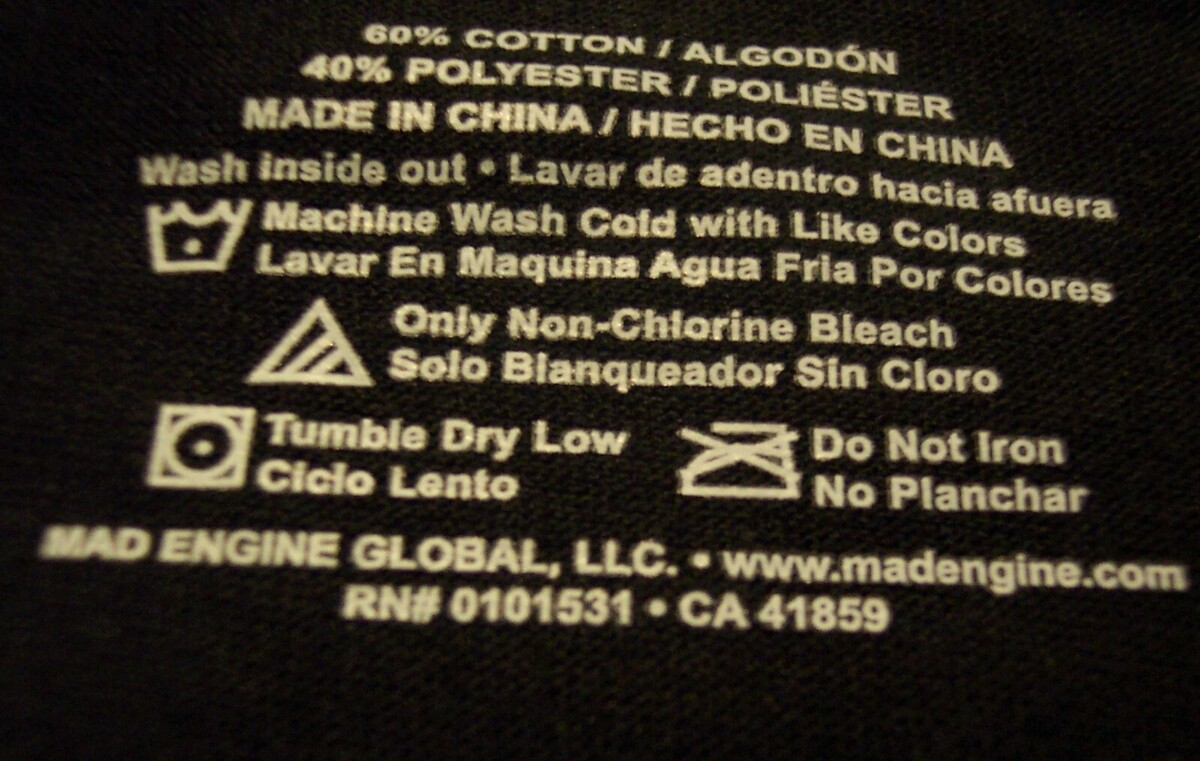 60% COTTON / ALGODÓN
40% POLYESTER / POLIÉSTER
MADE IN CHINA / HECHO EN CHINA
Wash inside out • Lavar de adentro hacia afuera
Machine Wash Cold with Like Colors
Lavar En Maquina Agua Fria Por Colores
Only Non-Chlorine Bleach
Solo Blanqueador Sin Cloro
Tumble Dry Low
Ciclo Lento
Do Not Iron
No Planchar
MAD ENGINE GLOBAL, LLC. • www.madengine.com
RN# 0101531 • CA 41859